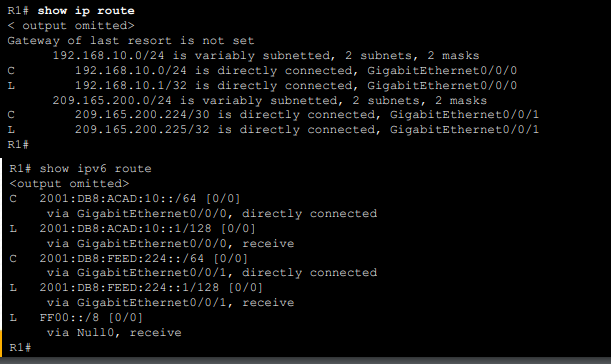 R1# show ip route
< output omitted>
Gateway of last resort is not set
192.168.10.0/24 is variably subnetted, 2 subnets, 2 masks
C 192.168.10.0/24 is directly connected, GigabitEthernet0/0/0
L 192.168.10.1/32 is directly connected, GigabitEthernet0/0/0
209.165.200.0/24 is variably subnetted, 2 subnets, 2 masks
C 209.165.200.224/30 is directly connected, GigabitEthernet0/0/1
L 209.165.200.225/32 is directly connected, GigabitEthernet0/0/1
R1#
R1# show ipv6 route
<output omitted>
C 2001:DB8:ACAD:10::/64 [0/0]
via GigabitEthernet0/0/0, directly connected
L 2001:DB8:ACAD:10::1/128 [0/0]
via GigabitEthernet0/0/0, receive
C 2001:DB8:FEED:224::/64 [0/0]
via GigabitEthernet0/0/1, directly connected
L 2001:DB8:FEED:224::1/128 [0/0]
via GigabitEthernet0/0/1, receive
L FF00::/8 [0/0]
via Null0, receive
R1#